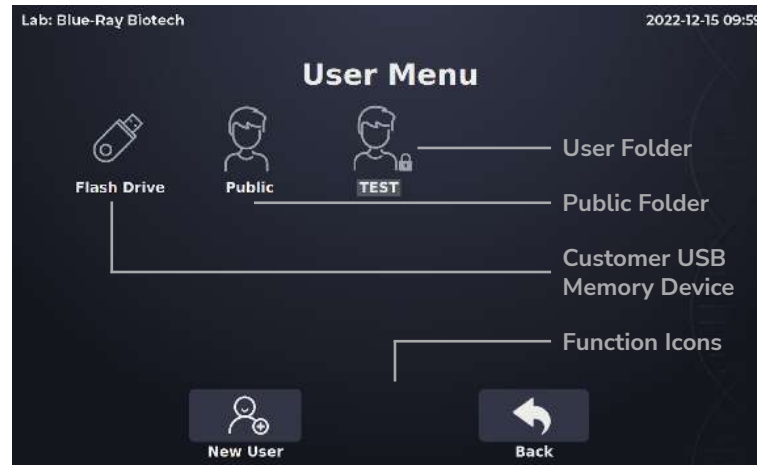 Lab: Blue-Ray Biotech
2022-12-15 09:59
User Menu
Flash Drive
Public
TEST
User Folder
Public Folder
Customer USB
Memory Device
Function Icons
New User
Back